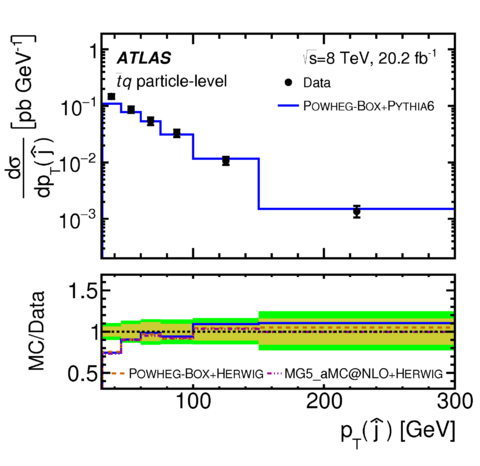 ATLAS √s=8 TeV, 20.2 fb⁻¹
tq particle-level
Data
POWHEG-BOX+PYTHIA6
dσ/dp_T(ĵ) [pb GeV⁻¹]
1
10⁻¹
10⁻²
10⁻³
MC/Data
1.5
1
0.5
POWHEG-BOX+HERWIG MG5_aMC@NLO+HERWIG
100 200 300
p_T(ĵ) [GeV]